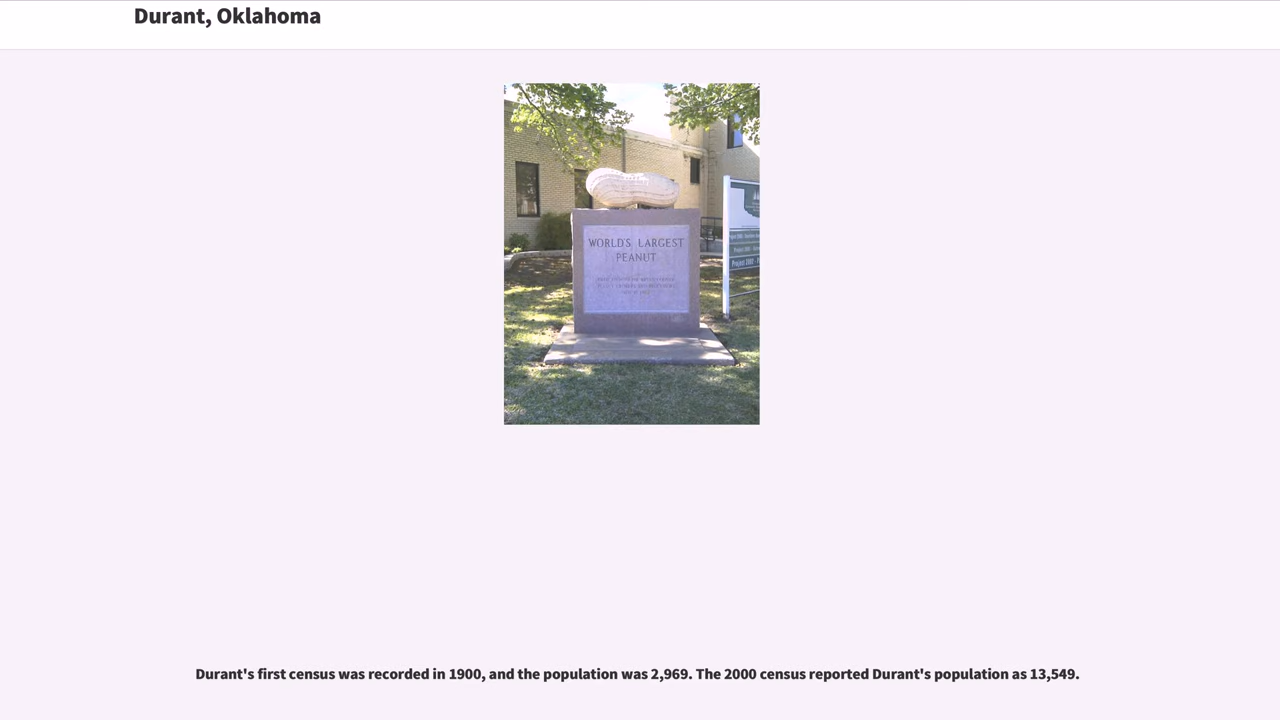 Durant, Oklahoma
WORLD'S LARGEST
PEANUT
Durant's first census was recorded in 1900, and the population was 2,969. The 2000 census reported Durant's population as 13,549.